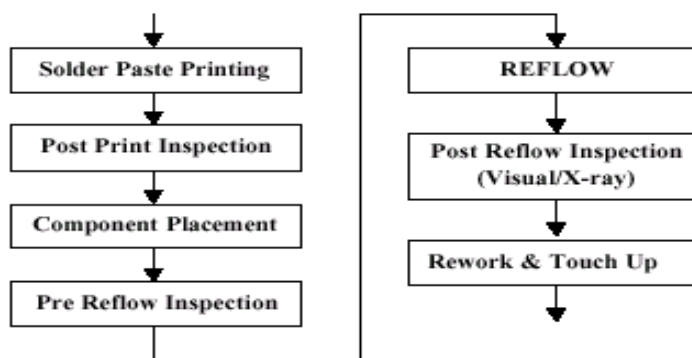 Solder Paste Printing
Post Print Inspection
Component Placement
Pre Reflow Inspection
REFLOW
Post Reflow Inspection
(Visual/X-ray)
Rework & Touch Up